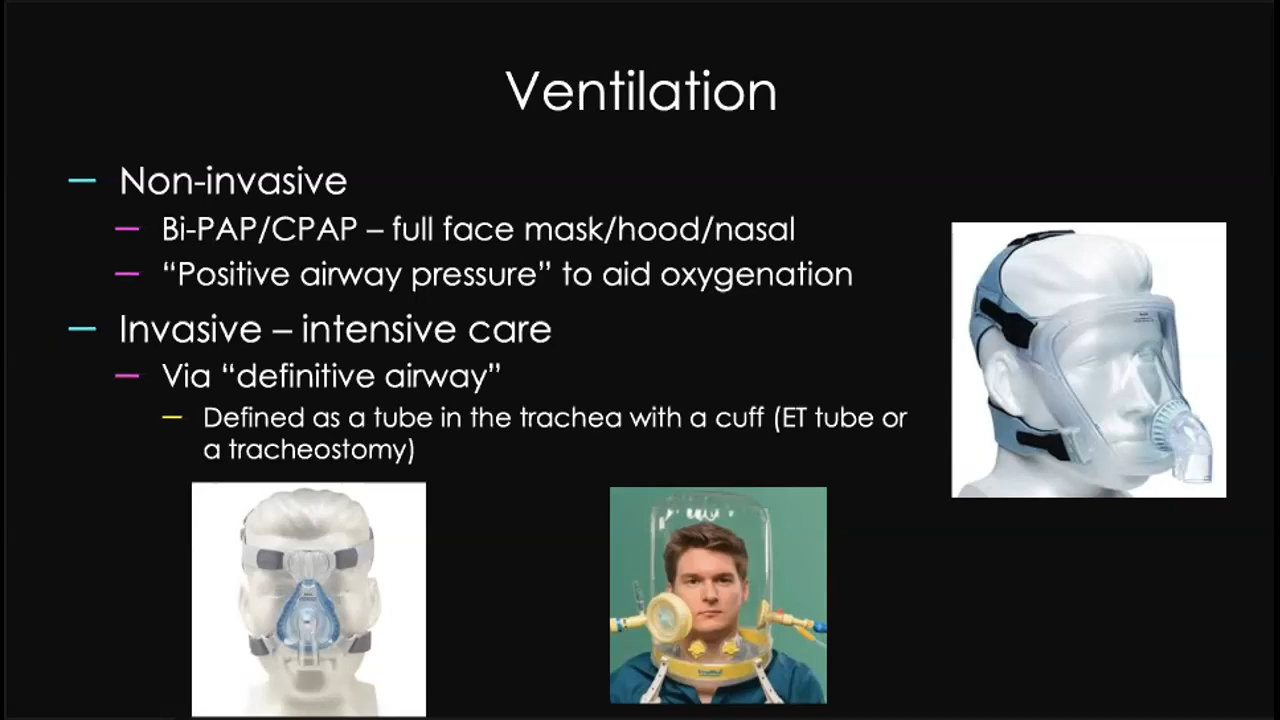 Ventilation
Non-invasive
Bi-PAP/CPAP – full face mask/hood/nasal
“Positive airway pressure” to aid oxygenation
Invasive – intensive care
Via “definitive airway”
Defined as a tube in the trachea with a cuff (ET tube or
a tracheostomy)